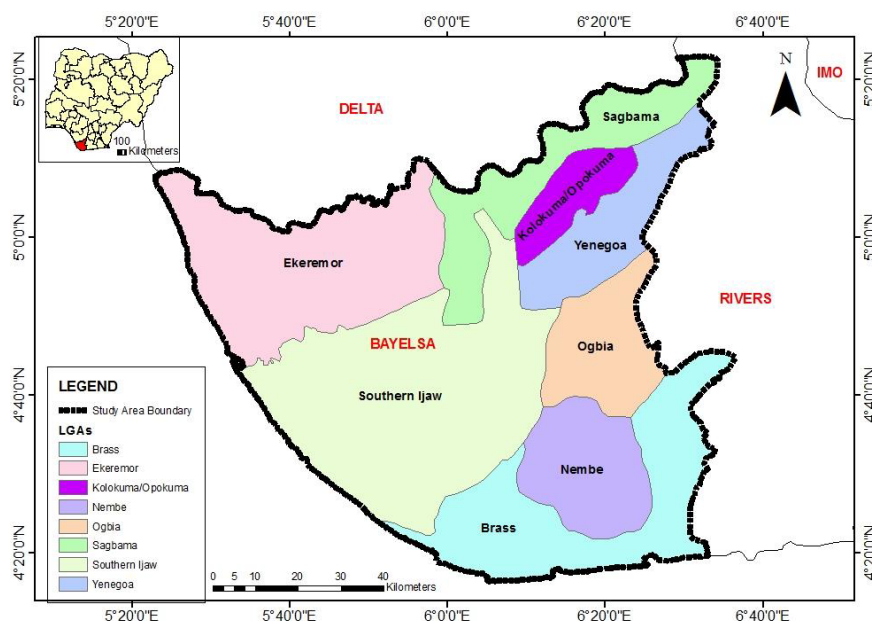 5°20'0"E
5°40'0"E
6°0'0"E
6°20'0"E
6°40'0"E
5°20'0"N
5°0'0"N
4°40'0"N
4°20'0"N
100
Kilometers
N
IMO
DELTA
Sagbama
Kolokuma/Opokuma
Yenegoa
Ekeremor
RIVERS
BAYELSA
Ogbia
Southern Ijaw
Nembe
Brass
LEGEND
Study Area Boundary
LGAs
Brass
Ekeremor
Kolokuma/Opokuma
Nembe
Ogbia
Sagbama
Southern Ijaw
Yenegoa
0 5 10 20 30 40
Kilometers
5°20'0"N
5°0'0"N
4°40'0"N
4°20'0"N
5°20'0"E
5°40'0"E
6°0'0"E
6°20'0"E
6°40'0"E